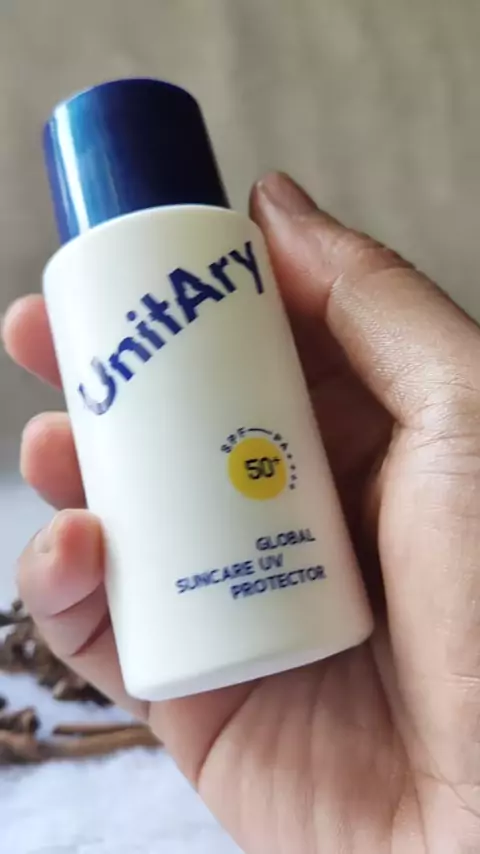 UnitAry
SPF PA++++
50+
GLOBAL
SUNCARE UV
PROTECTOR